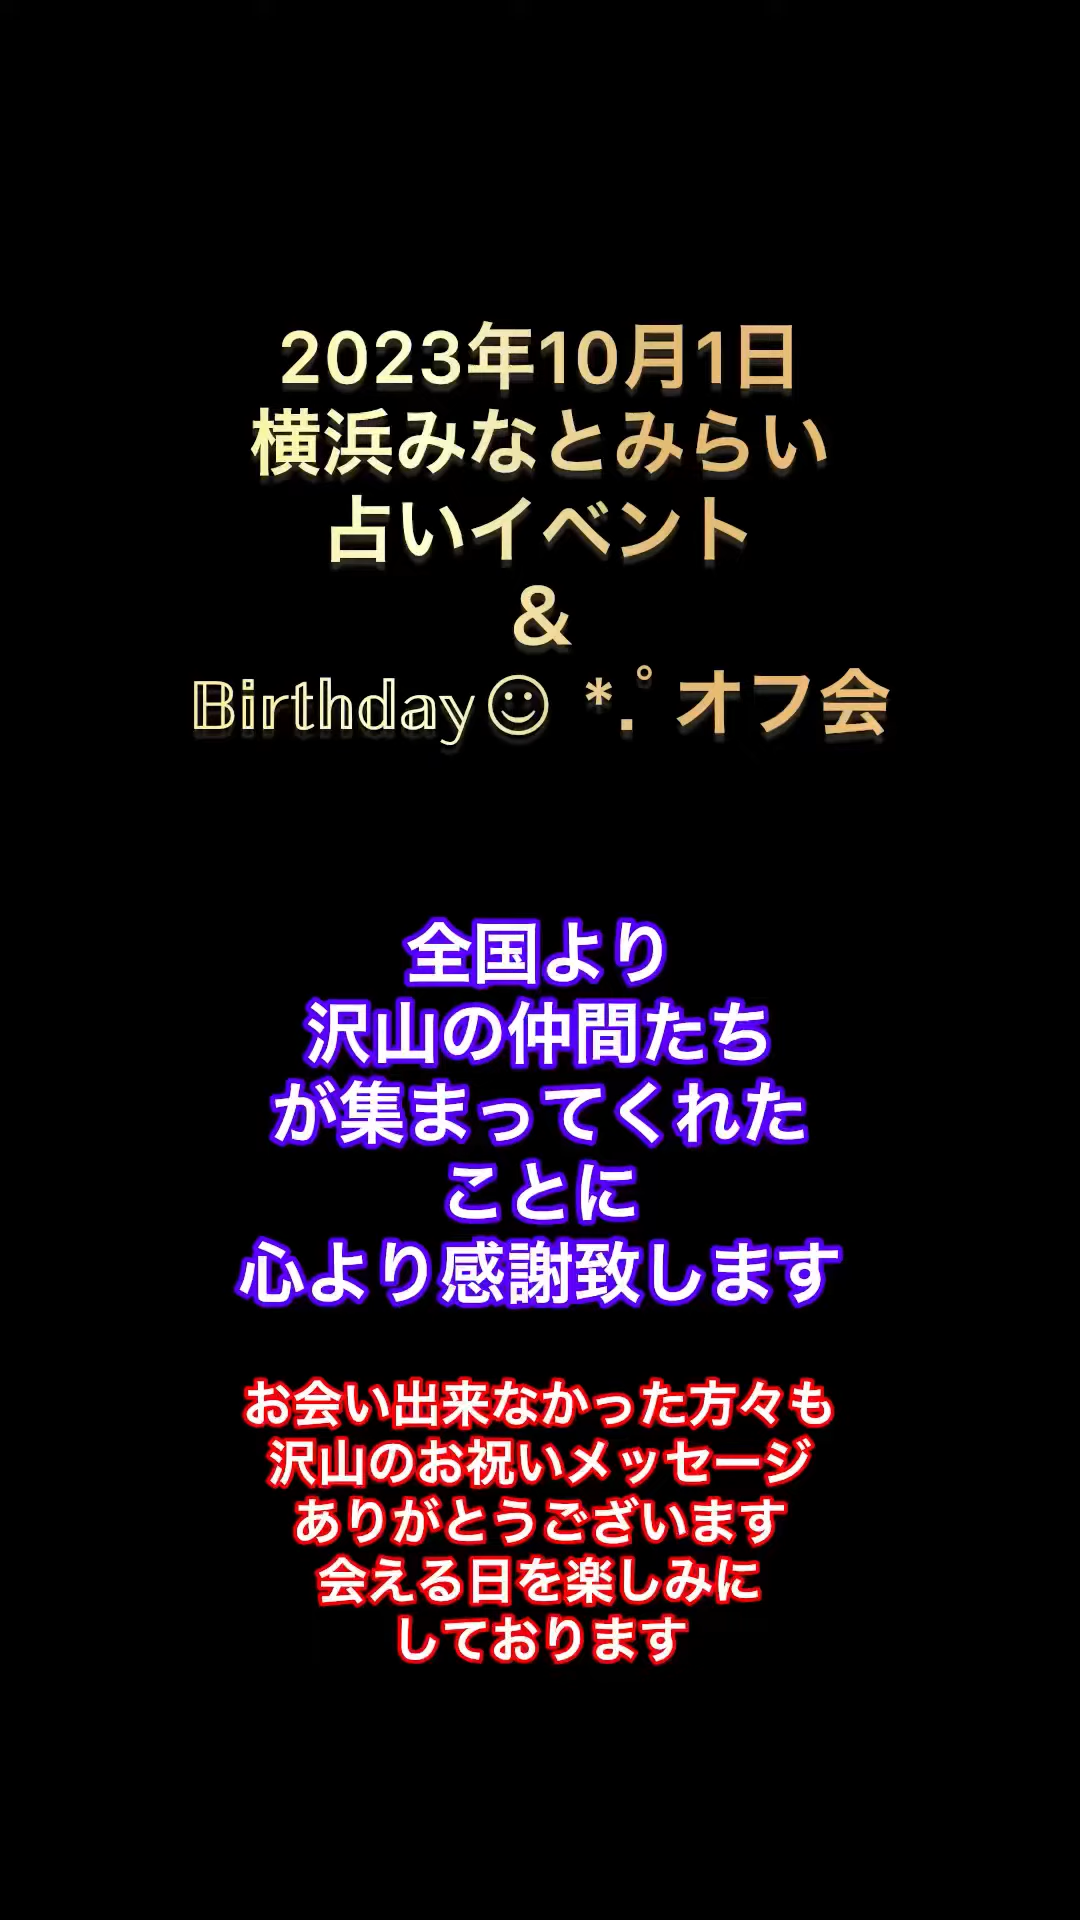 2023年10月1日
横浜みなとみらい
占いイベント
&
𝔹𝕚𝕣𝕥𝕙𝕕𝕒𝕪☺︎ *.˚ オフ会
全国より
沢山の仲間たち
が集まってくれた
ことに
心より感謝致します
お会い出来なかった方々も
沢山のお祝いメッセージ
ありがとうございます
会える日を楽しみに
しております